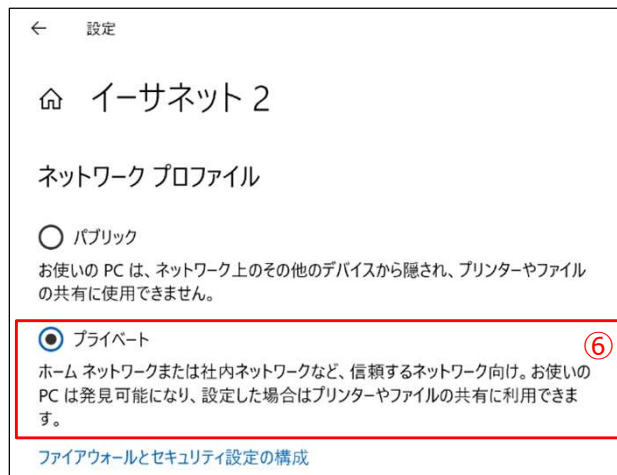 ← 設定
イーサネット 2
ネットワーク プロファイル
パブリック
お使いの PC は、ネットワーク上のその他のデバイスから隠され、プリンターやファイル
の共有に使用できません。
プライベート
⑥
ホーム ネットワークまたは社内ネットワークなど、信頼するネットワーク向け。お使いの
PC は発見可能になり、設定した場合はプリンターやファイルの共有に利用できま
す。
ファイアウォールとセキュリティ設定の構成